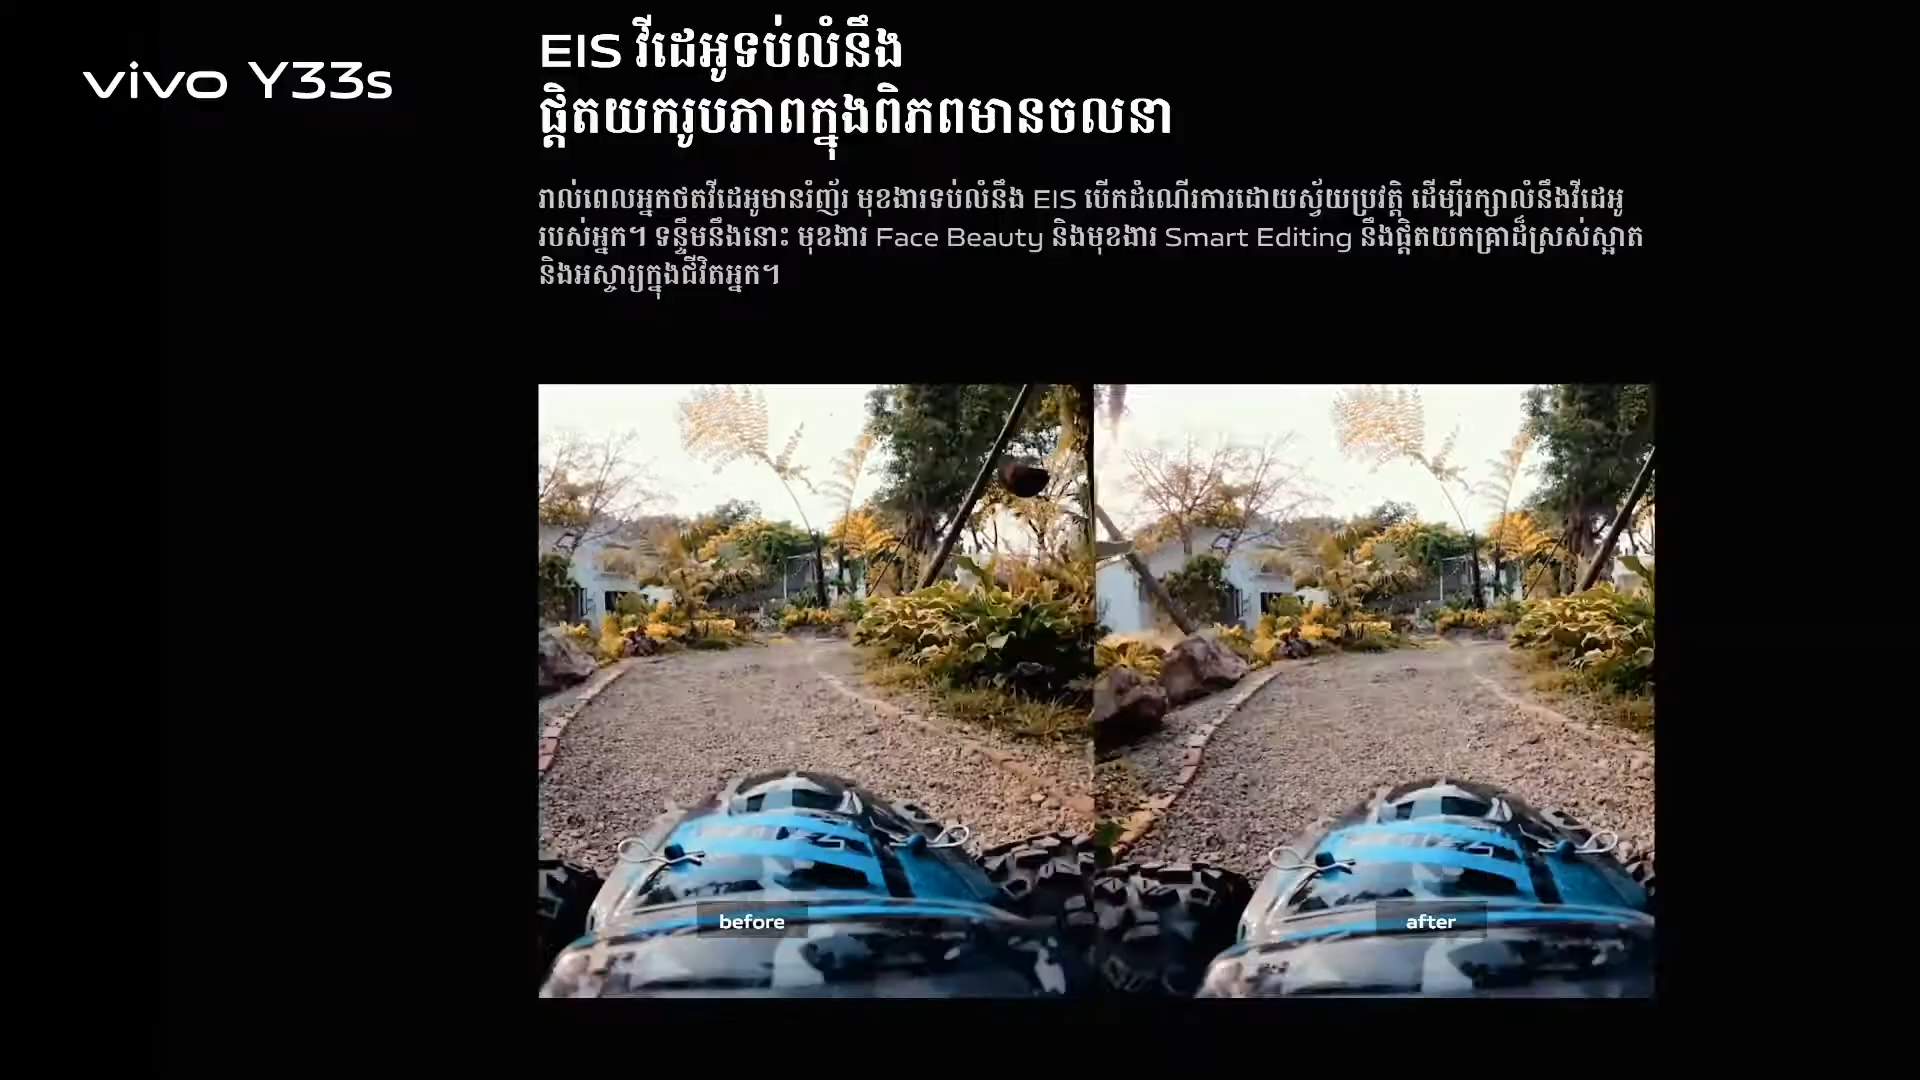 vivo Y33s
EIS វីដេអូទប់លំនឹង
ផ្តិតយករូបភាពក្នុងពិភពមានចលនា
រាល់ពេលអ្នកថតវីដេអូមានរំញ័រ មុខងារទប់លំនឹង EIS បើកដំណើរការដោយស្វ័យប្រវត្តិ ដើម្បីរក្សាលំនឹងវីដេអូ
របស់អ្នក។ ទន្ទឹមនឹងនោះ មុខងារ Face Beauty និងមុខងារ Smart Editing នឹងផ្តិតយកគ្រាដ៏ស្រស់ស្អាត
និងអស្ចារ្យក្នុងជីវិតអ្នក។
before
after